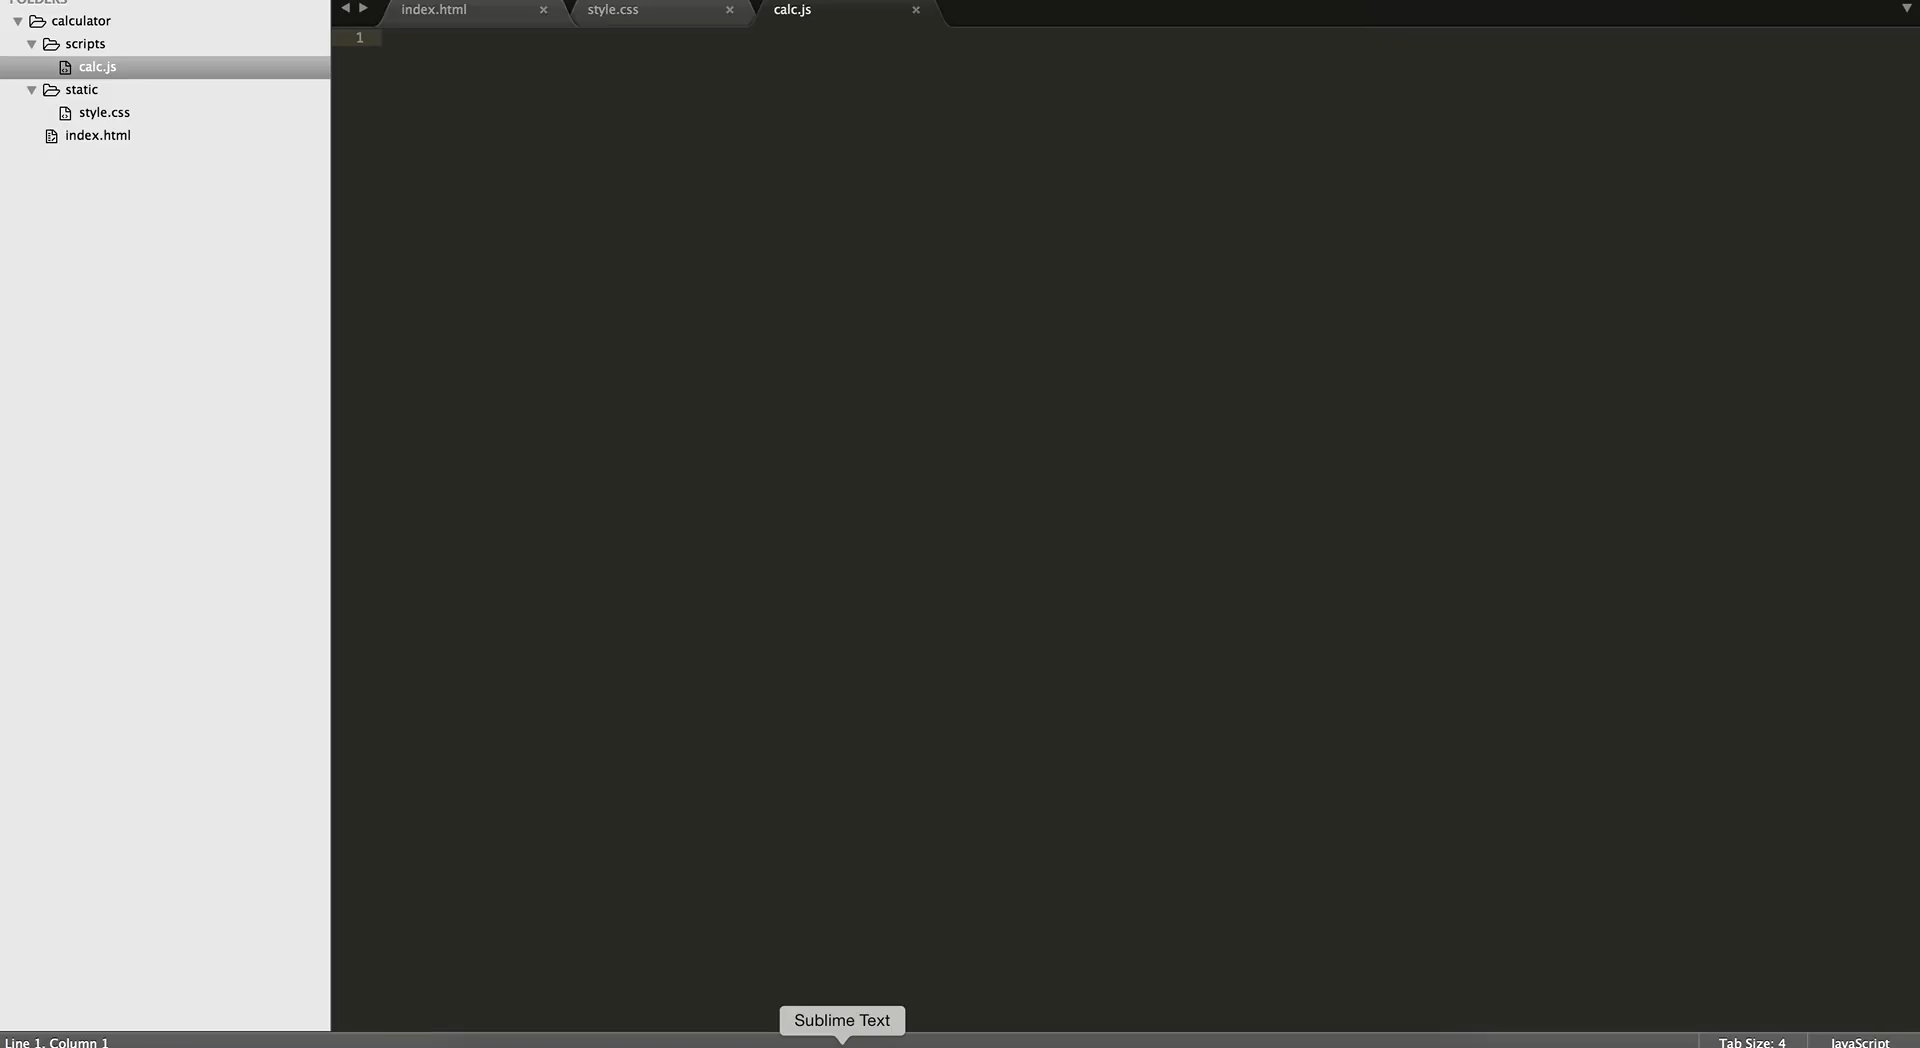 FOLDERS
calculator
scripts
calc.js
static
style.css
index.html
index.html
style.css
calc.js
1
Sublime Text
Line 1, Column 1
Tab Size: 4
JavaScript